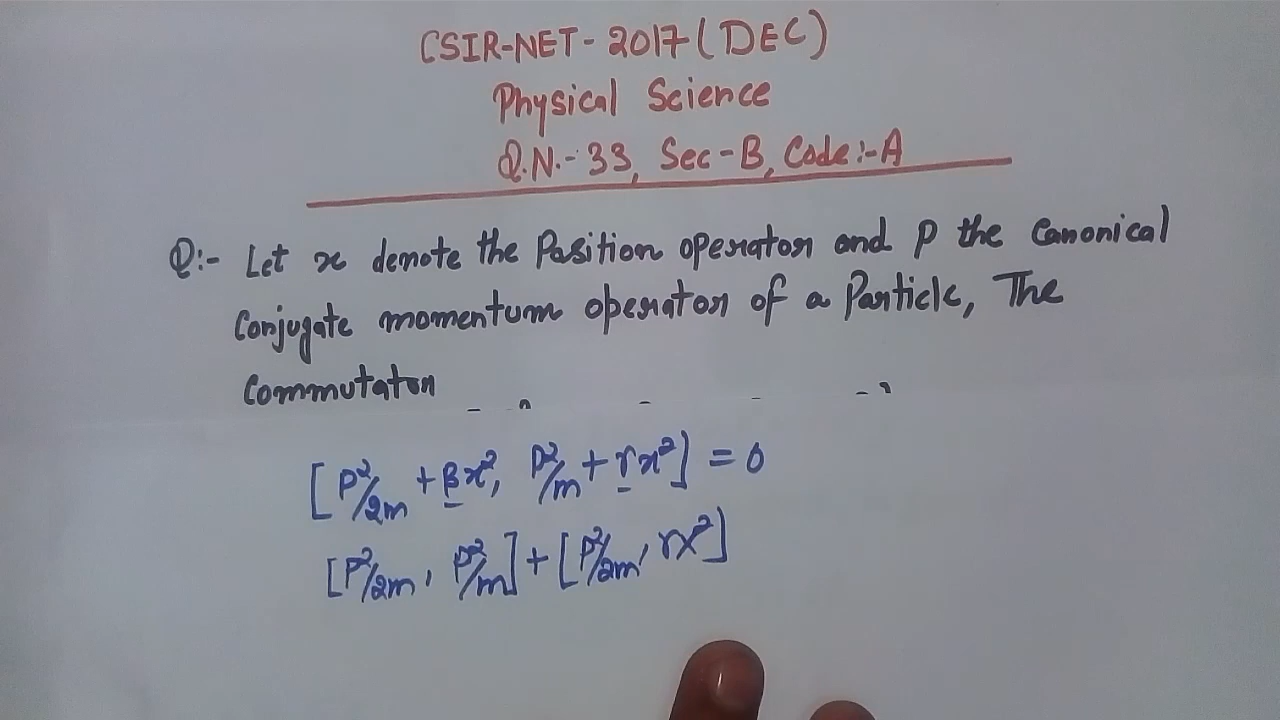 CSIR-NET-2017(DEC)
Physical Science
Q.N.-33, Sec-B, Code:-A
Q:- Let x denote the Position operator and p the Canonical
Conjugate momentum operator of a Particle, The
Commutator
[P²/2m + βx², P²/m + γx²] = 0
[P²/2m, P²/m] + [P²/2m, γx²]